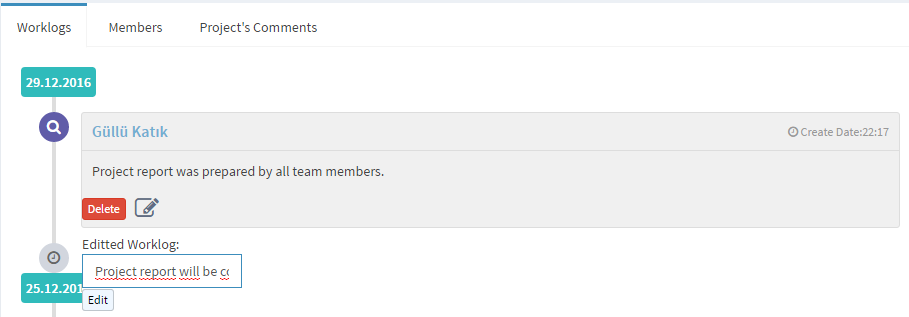 Worklogs Members Project's Comments
29.12.2016
Güllü Katık Create Date:22:17
Project report was prepared by all team members.
Delete
Editted Worklog:
Project report will be
25.12.201
Edit